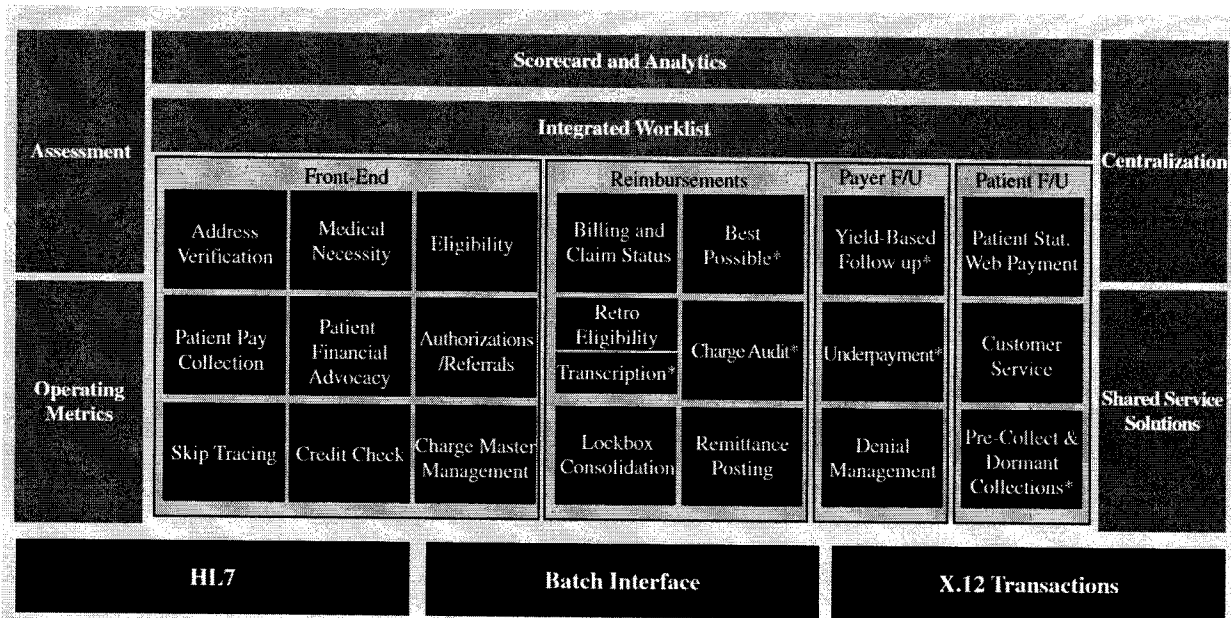 Scorecard and Analytics
Integrated Worklist
Assessment
Operating
Metrics
Front-End
Address
Verification
Medical
Necessity
Eligibility
Patient Pay
Collection
Patient
Financial
Advocacy
Authorizations
/Referrals
Skip Tracing
Credit Check
Charge Master
Management
Reimbursements
Billing and
Claim Status
Best
Possible*
Retro
Eligibility
Transcription*
Charge Audit*
Lockbox
Consolidation
Remittance
Posting
Payer F/U
Yield-Based
Follow up*
Underpayment*
Denial
Management
Patient F/U
Patient Stat.
Web Payment
Customer
Service
Pre-Collect &
Dormant
Collections*
Centralization
Shared Service
Solutions
HL7
Batch Interface
X.12 Transactions